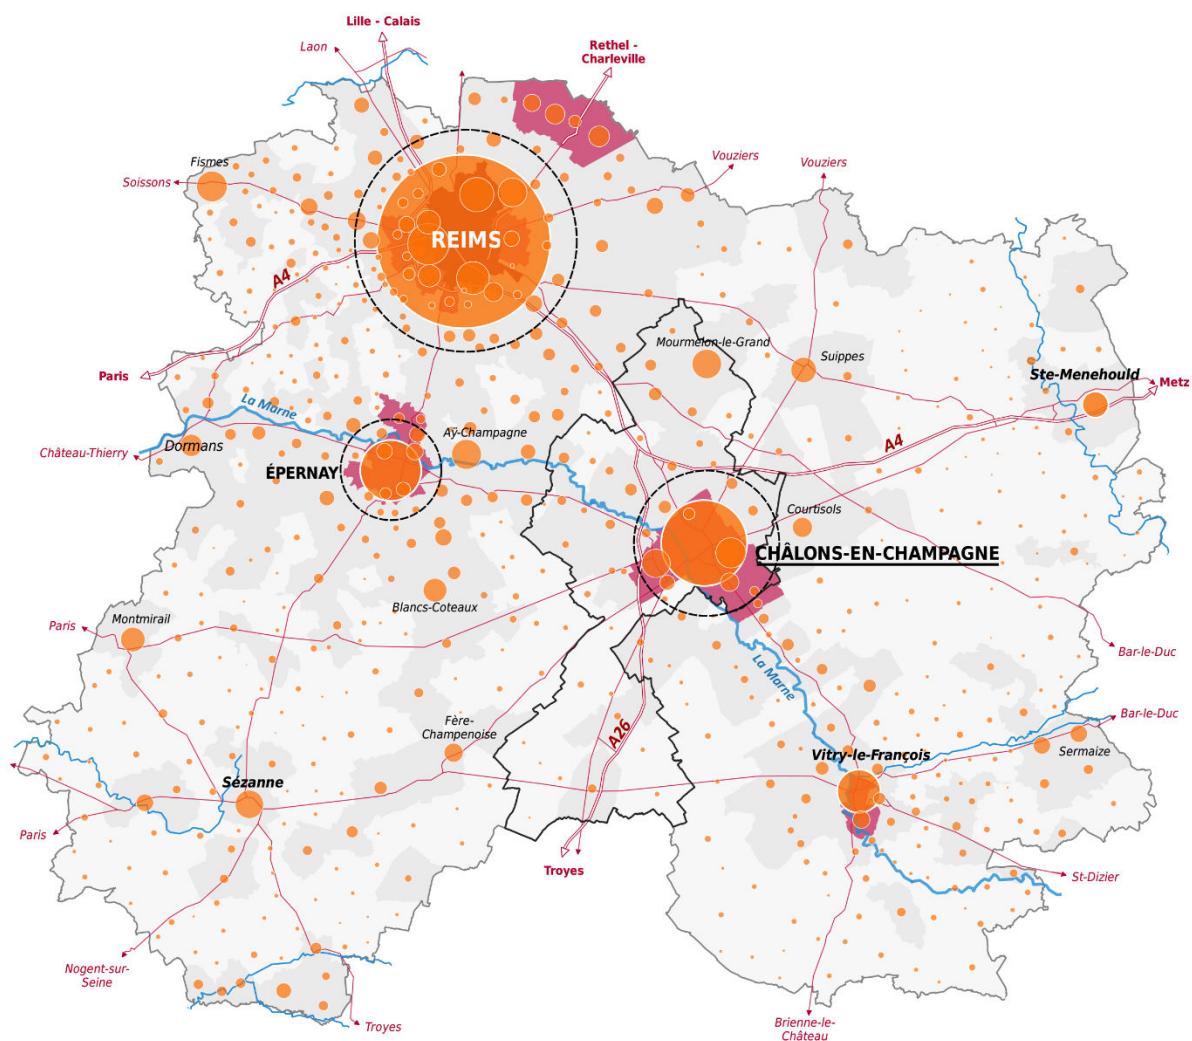 Lille - Calais
Laon
Rethel -
Charleville
Vouziers
Vouziers
Fismes
Soissons
REIMS
A4
Mourmelon-le-Grand
Suippes
Paris
Ste-Menehould
Metz
La Marne
Dormans
Aÿ-Champagne
A4
Château-Thierry
ÉPERNAY
Courtisols
CHÂLONS-EN-CHAMPAGNE
Blancs-Coteaux
Montmirail
Paris
Bar-le-Duc
La Marne
Bar-le-Duc
Fère-
Champenoise
A26
Sermaize
Vitry-le-François
Sézanne
Paris
Troyes
St-Dizier
Nogent-sur-
Seine
Troyes
Brienne-le-
Château